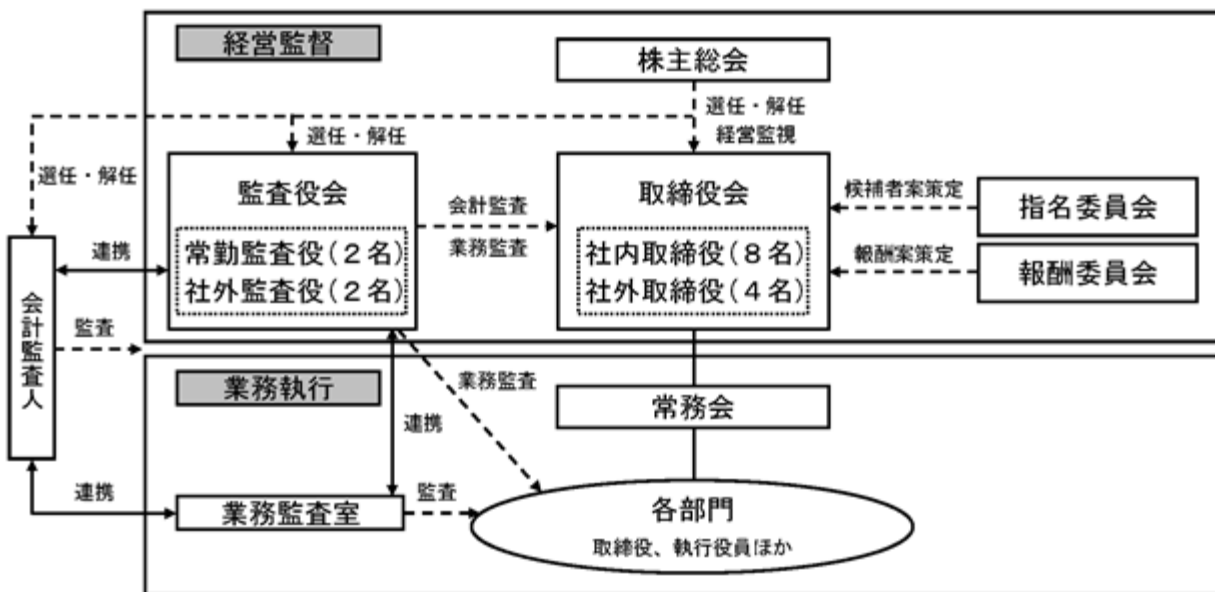 経営監督
株主総会
選任・解任
経営監視
選任・解任
選任・解任
監査役会
常勤監査役(2名)
社外監査役(2名)
会計監査
業務監査
取締役会
社内取締役(8名)
社外取締役(4名)
候補者案策定
指名委員会
報酬案策定
報酬委員会
連携
会計監査人
監査
業務執行
業務監査
常務会
連携
連携
業務監査室
監査
各部門
取締役、執行役員ほか